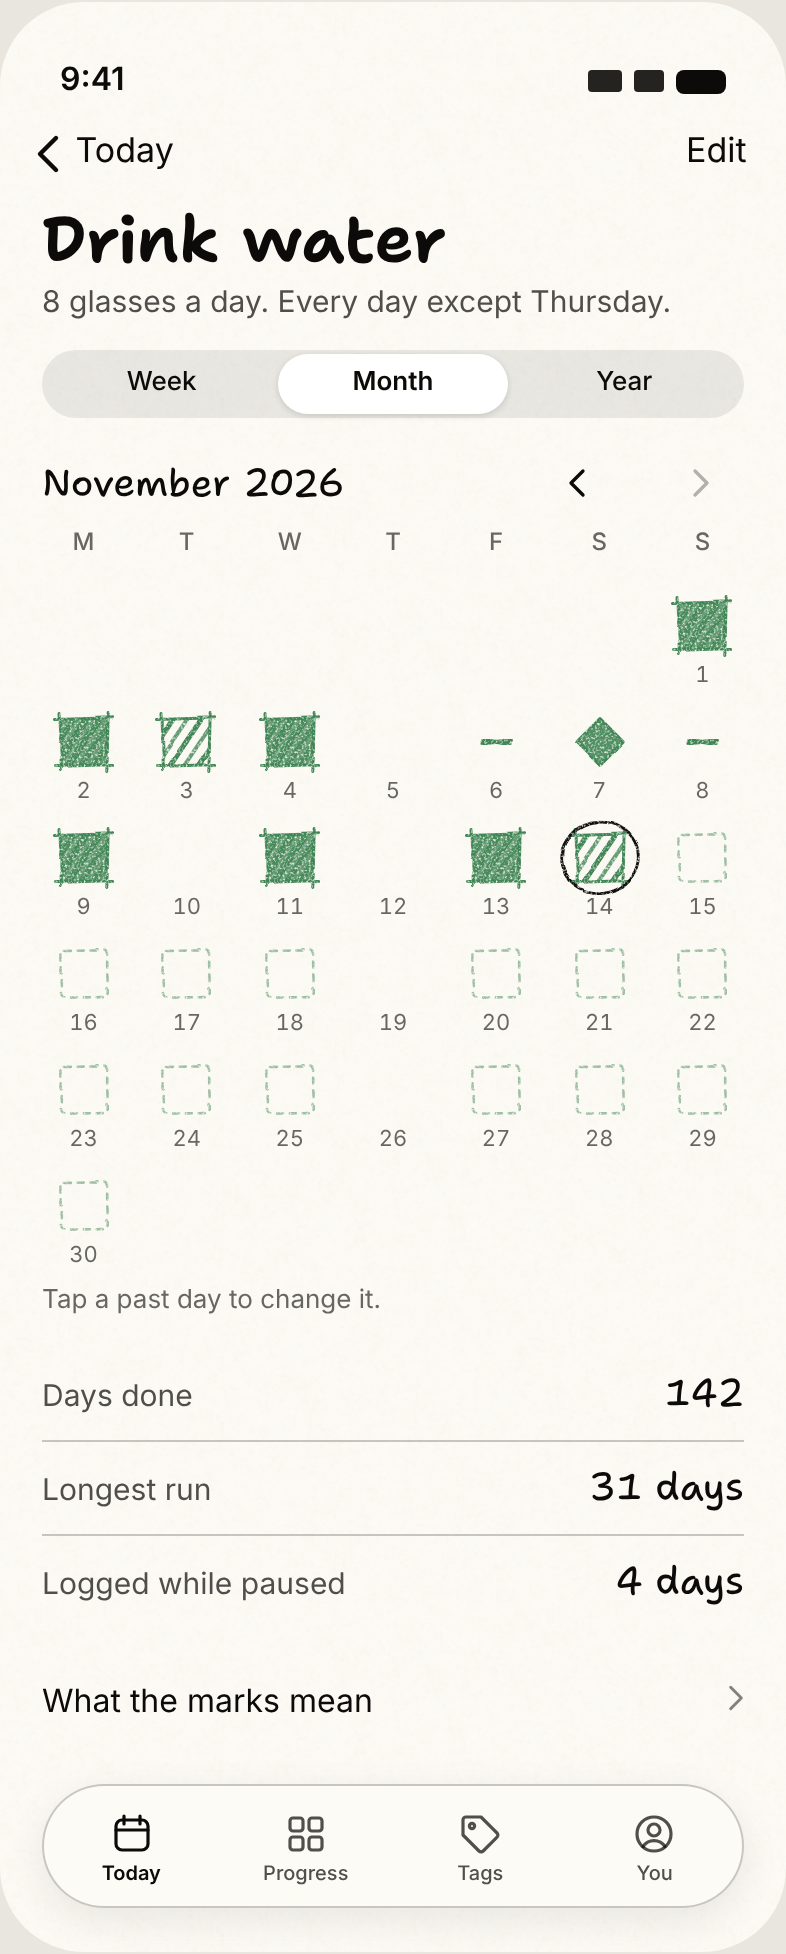 9:41
Today Edit
Drink water
8 glasses a day. Every day except Thursday.
Week Month Year
November 2026
M T W T F S S
1
2 3 4 5 6 7 8
9 10 11 12 13 14 15
16 17 18 19 20 21 22
23 24 25 26 27 28 29
30
Tap a past day to change it.
Days done 142
Longest run 31 days
Logged while paused 4 days
What the marks mean
Today Progress Tags You